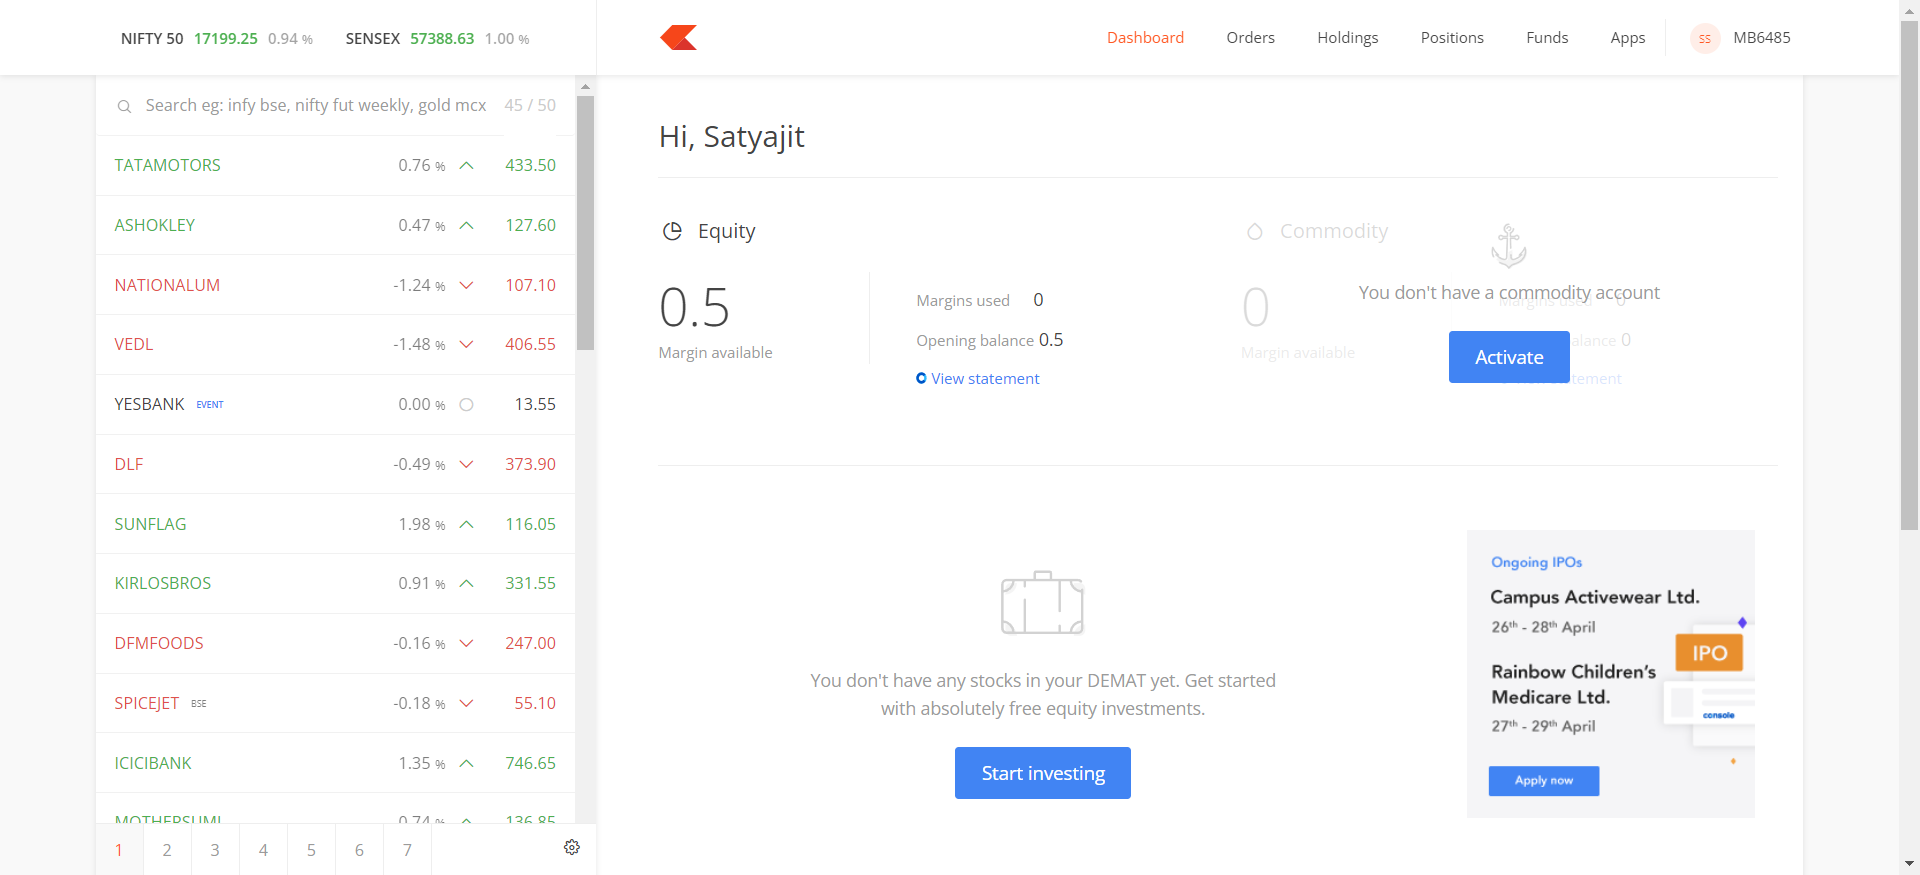 NIFTY 50 17199.25 0.94 % SENSEX 57388.63 1.00 %
Dashboard Orders Holdings Positions Funds Apps SS MB6485
Search eg: infy bse, nifty fut weekly, gold mcx 45 / 50
TATAMOTORS 0.76 % 433.50
ASHOKLEY 0.47 % 127.60
NATIONALUM -1.24 % 107.10
VEDL -1.48 % 406.55
YESBANK EVENT 0.00 % 13.55
DLF -0.49 % 373.90
SUNFLAG 1.98 % 116.05
KIRLOSBROS 0.91 % 331.55
DFMFOODS -0.16 % 247.00
SPICEJET BSE -0.18 % 55.10
ICICIBANK 1.35 % 746.65
MOTHERSUMI 0.74 % 136.85
1 2 3 4 5 6 7
Hi, Satyajit
Equity
0.5
Margin available
Margins used 0
Opening balance 0.5
View statement
Commodity
0
Margin available
Margins used 0
alance 0
tement
You don't have a commodity account
Activate
You don't have any stocks in your DEMAT yet. Get started
with absolutely free equity investments.
Start investing
Ongoing IPOs
Campus Activewear Ltd.
26th - 28th April
Rainbow Children's
Medicare Ltd.
27th - 29th April
IPO
console
Apply now